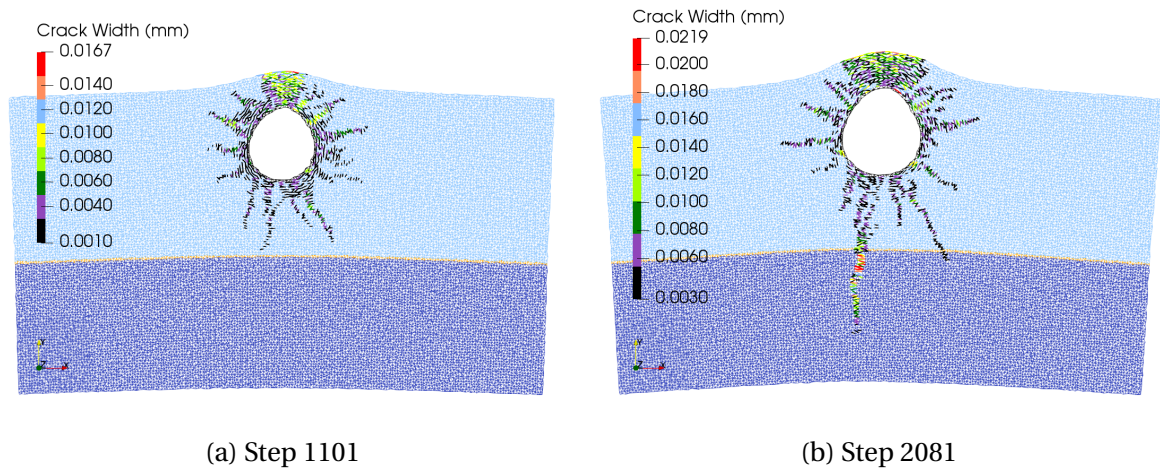 Crack Width (mm)
0.0167
0.0140
0.0120
0.0100
0.0080
0.0060
0.0040
0.0010
Y
Z
X
(a) Step 1101
Crack Width (mm)
0.0219
0.0200
0.0180
0.0160
0.0140
0.0120
0.0100
0.0080
0.0060
0.0030
Y
Z
X
(b) Step 2081